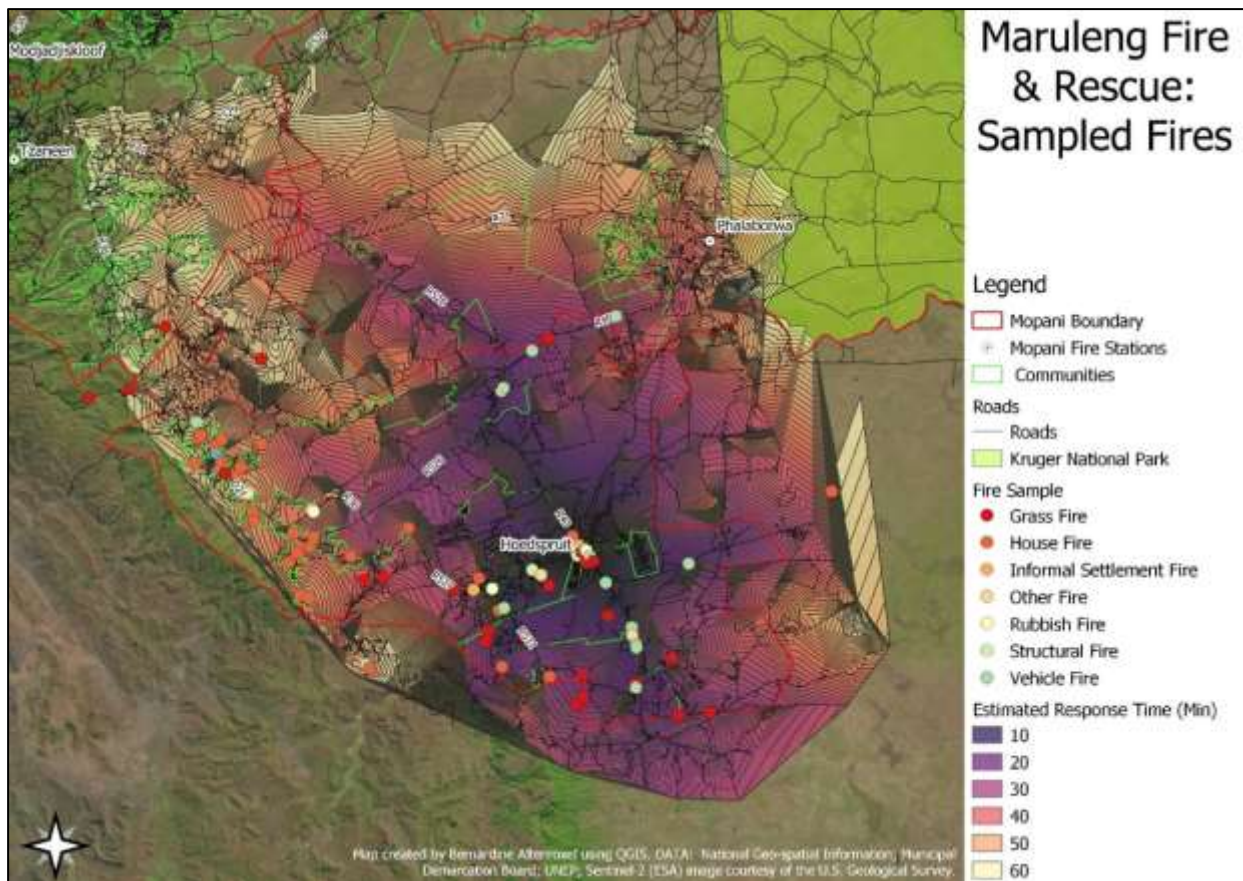 Maruleng Fire
& Rescue:
Sampled Fires
Modjadjiskloof
Tzaneen
Phalaborwa
Hoedspruit
Legend
Mopani Boundary
Mopani Fire Stations
Communities
Roads
Roads
Kruger National Park
Fire Sample
Grass Fire
House Fire
Informal Settlement Fire
Other Fire
Rubbish Fire
Structural Fire
Vehicle Fire
Estimated Response Time (Min)
10
20
30
40
50
60
Map created by Bernardine Altenroxel using QGIS. DATA: National Geo-spatial Information; Municipal
Demarcation Board; UNEP; Sentinel-2 (ESA) image courtesy of the U.S. Geological Survey.